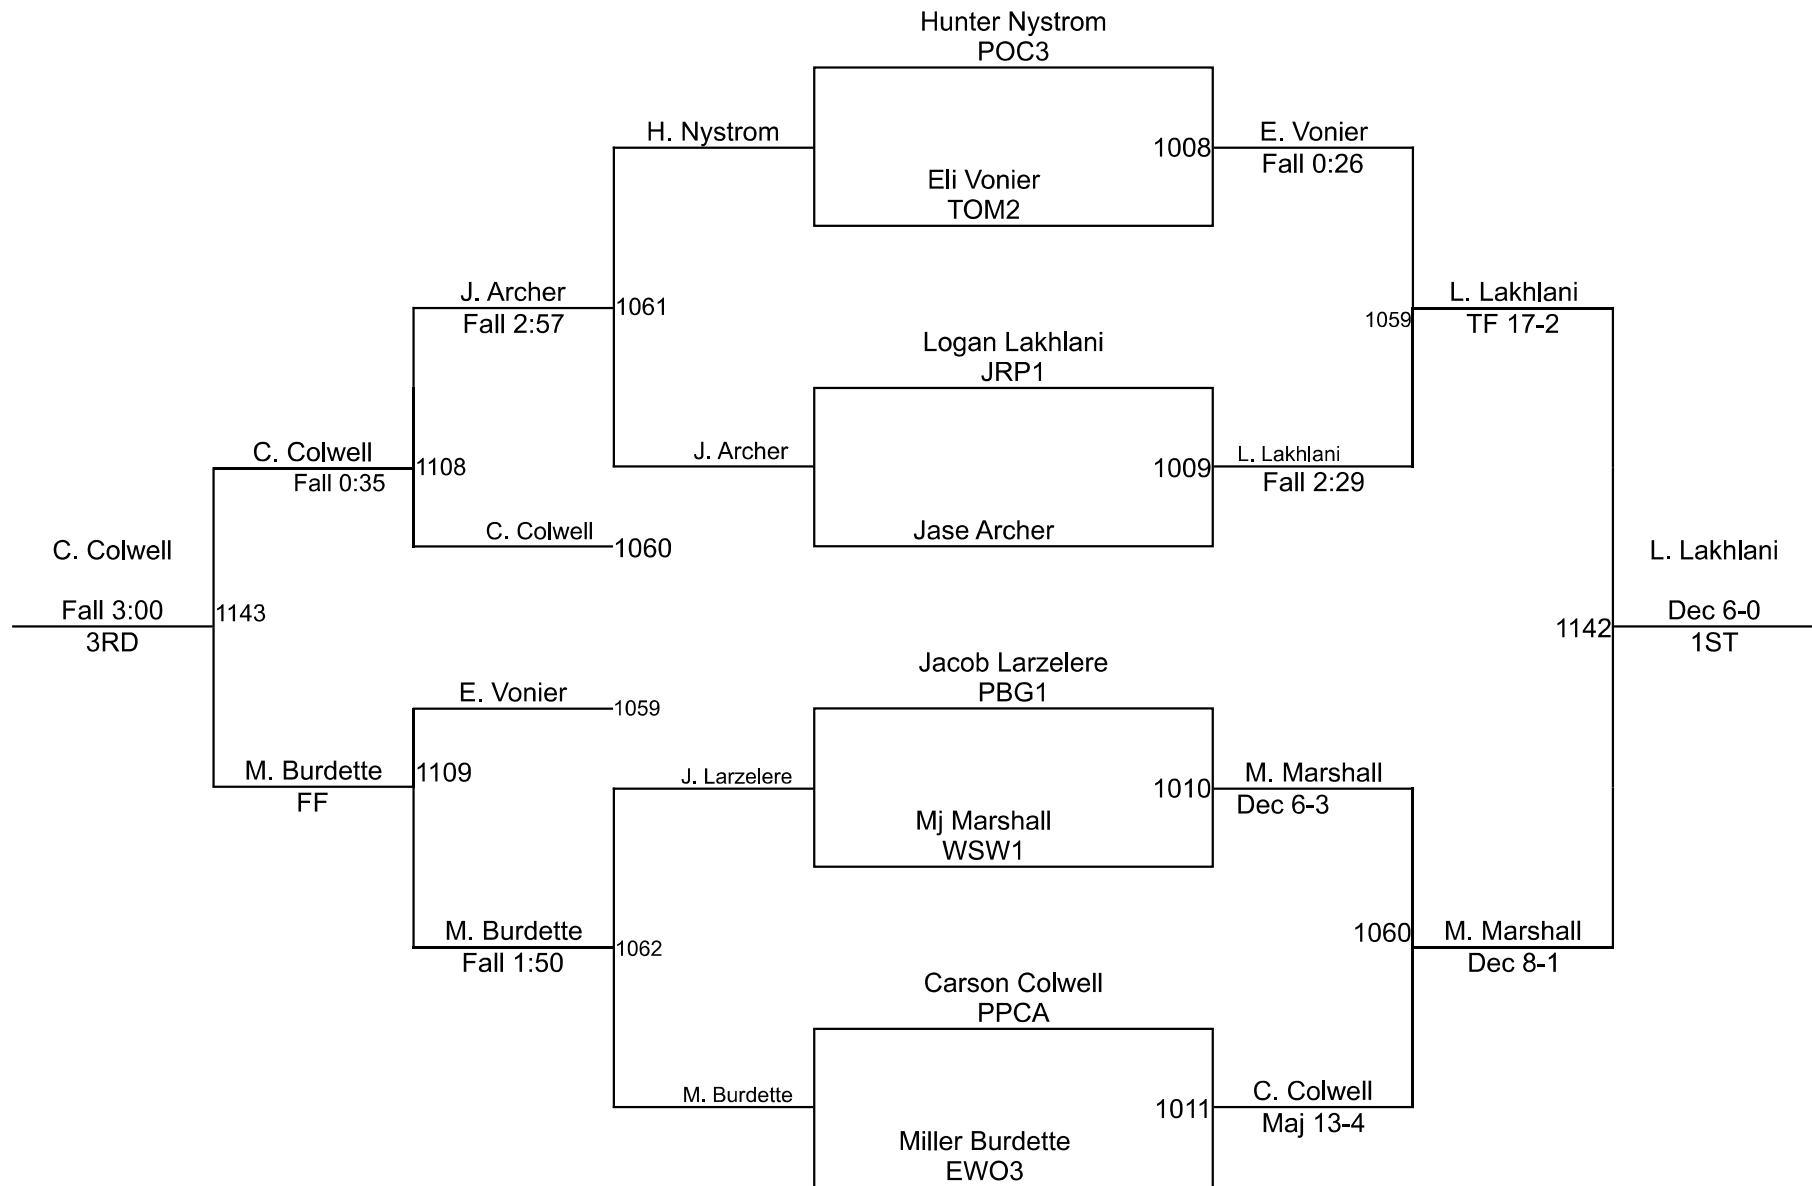 Hunter Nystrom
POC3
H. Nystrom
1008
E. Vonier
Fall 0:26
Eli Vonier
TOM2
J. Archer
Fall 2:57
1061
1059
L. Lakhlani
TF 17-2
Logan Lakhlani
JRP1
C. Colwell
Fall 0:35
1108
J. Archer
1009
L. Lakhlani
Fall 2:29
C. Colwell
1060
Jase Archer
C. Colwell
Fall 3:00
3RD
1143
L. Lakhlani
1142
Dec 6-0
1ST
Jacob Larzelere
PBG1
E. Vonier
1059
M. Burdette
FF
1109
J. Larzelere
1010
M. Marshall
Dec 6-3
Mj Marshall
WSW1
M. Burdette
Fall 1:50
1062
1060
M. Marshall
Dec 8-1
Carson Colwell
PPCA
M. Burdette
1011
C. Colwell
Maj 13-4
Miller Burdette
EWO3